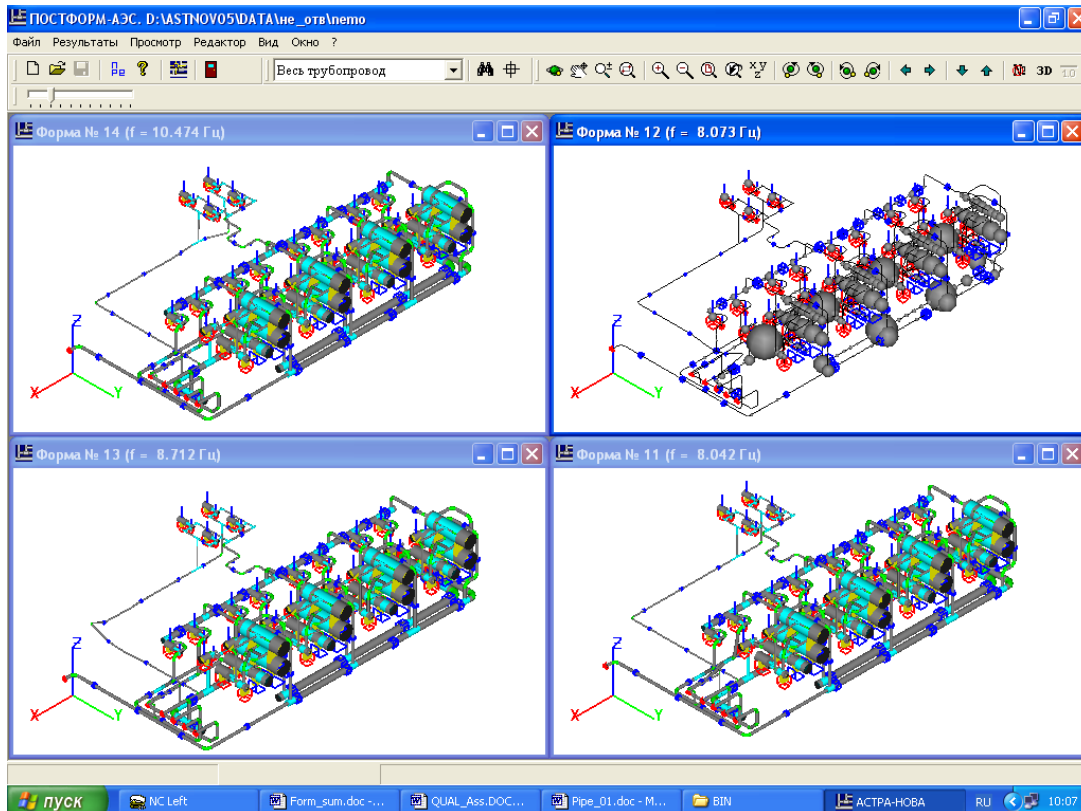 ПОСТФОРМ-АЭС. D:\ASTNOV05\DATA\не_отв\nemo
Файл Результаты Просмотр Редактор Вид Окно ?
Весь трубопровод
3D
1.0
Форма № 14 (f = 10.474 Гц)
Z
X
Y
Форма № 12 (f = 8.073 Гц)
Z
X
Y
Форма № 13 (f = 8.712 Гц)
Z
X
Y
Форма № 11 (f = 8.042 Гц)
Z
X
Y
пуск
NC Left
Form_sum.doc -...
QUAL_Ass.DOC...
Pipe_01.doc - M...
BIN
АСТРА-НОВА
RU
10:07